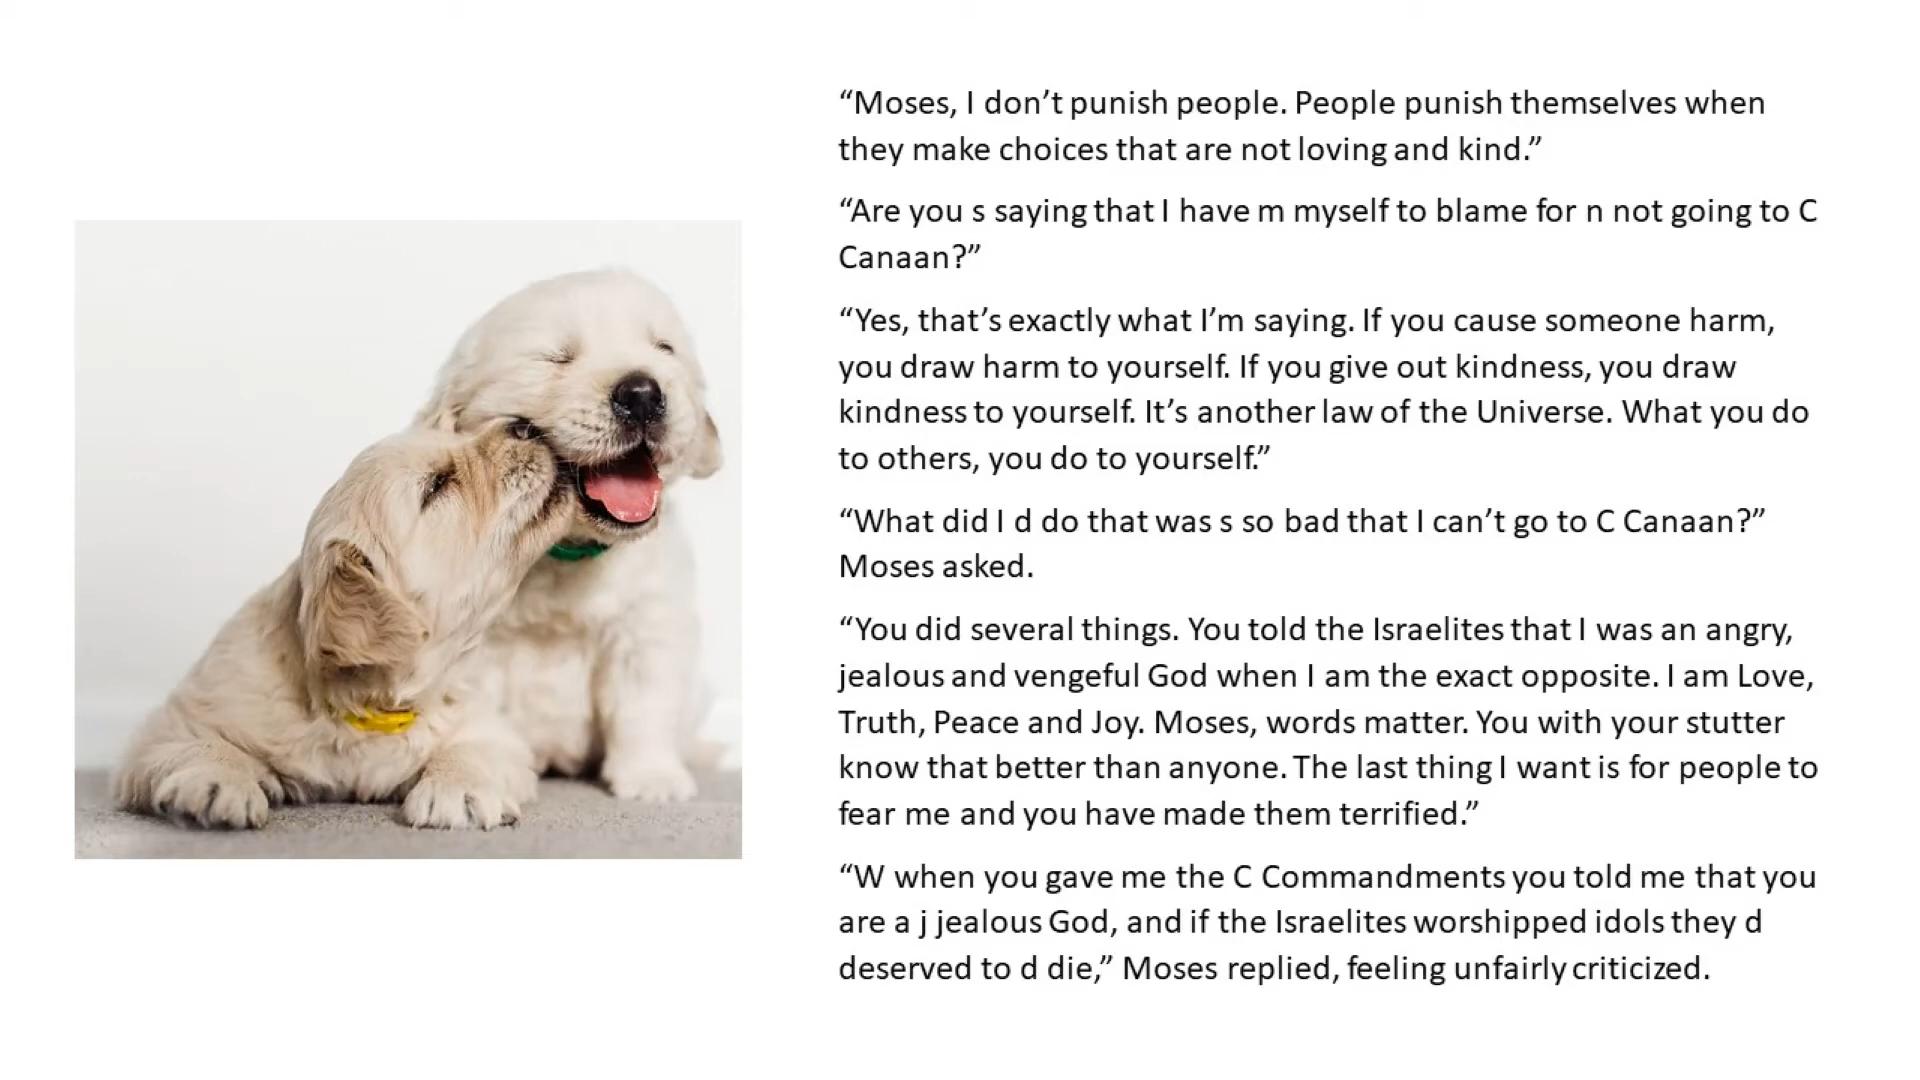 “Moses, I don’t punish people. People punish themselves when
they make choices that are not loving and kind.”
“Are you s saying that I have m myself to blame for n not going to C
Canaan?”
“Yes, that’s exactly what I’m saying. If you cause someone harm,
you draw harm to yourself. If you give out kindness, you draw
kindness to yourself. It’s another law of the Universe. What you do
to others, you do to yourself.”
“What did I d do that was s so bad that I can’t go to C Canaan?”
Moses asked.
“You did several things. You told the Israelites that I was an angry,
jealous and vengeful God when I am the exact opposite. I am Love,
Truth, Peace and Joy. Moses, words matter. You with your stutter
know that better than anyone. The last thing I want is for people to
fear me and you have made them terrified.”
“W when you gave me the C Commandments you told me that you
are a j jealous God, and if the Israelites worshipped idols they d
deserved to d die,” Moses replied, feeling unfairly criticized.